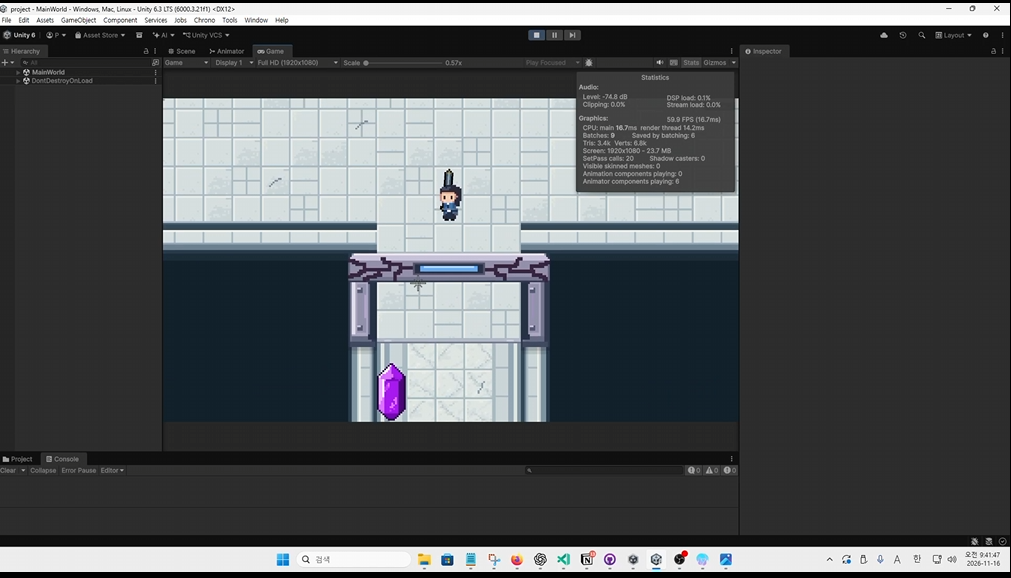 project - MainWorld - Windows, Mac, Linux - Unity 6.3 LTS (6000.3.21f1) <DX12>
File Edit Assets GameObject Component Services Jobs Chrono Tools Window Help
Unity 6 P Asset Store AI Unity VCS Layout
Hierarchy Scene Animator Game Inspector
All Game Display 1 Full HD (1920x1080) Scale 0.57x Play Focused Stats Gizmos
MainWorld
DontDestroyOnLoad
Statistics
Audio:
Level: -74.8 dB DSP load: 0.1%
Clipping: 0.0% Stream load: 0.0%
Graphics: 59.9 FPS (16.7ms)
CPU: main 16.7ms render thread 14.2ms
Batches: 9 Saved by batching: 6
Tris: 3.4k Verts: 6.8k
Screen: 1920x1080 - 23.7 MB
SetPass calls: 20 Shadow casters: 0
Visible skinned meshes: 0
Animation components playing: 0
Animator components playing: 6
Project Console
Clear Collapse Error Pause Editor 0 0 0
검색
A 한
오전 9:41:47
2026-11-16